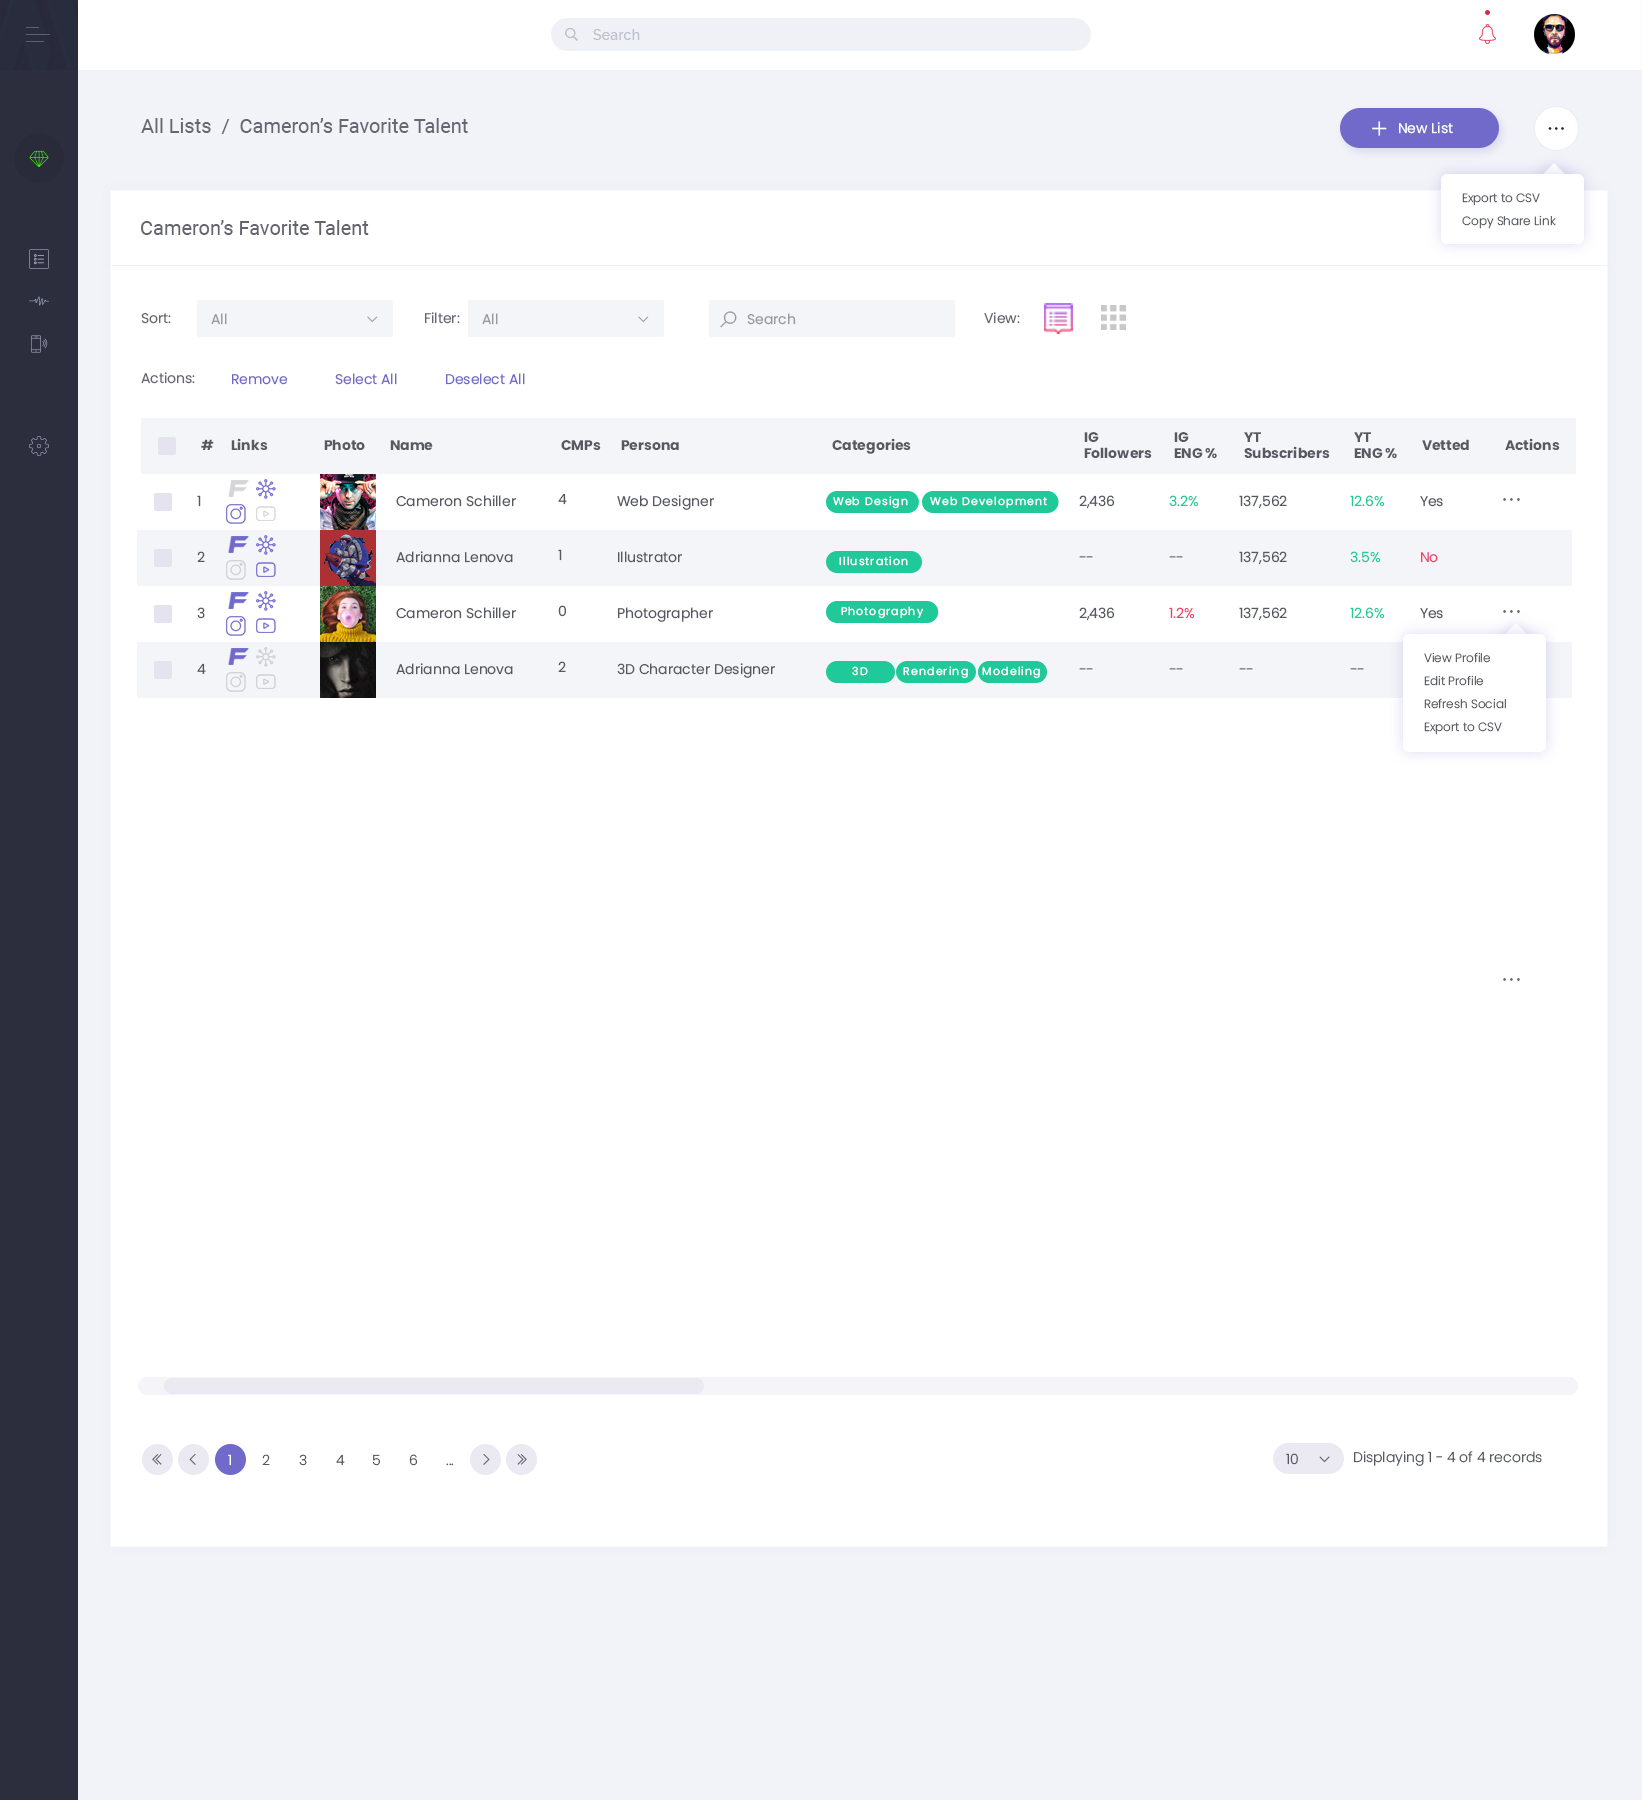 Search
All Lists / Cameron’s Favorite Talent
New List
Export to CSV
Copy Share Link
Cameron’s Favorite Talent
Sort: All Filter: All Search View:
Actions: Remove Select All Deselect All
# Links Photo Name CMPs Persona Categories IG Followers IG ENG % YT Subscribers YT ENG % Vetted Actions
1 Cameron Schiller 4 Web Designer Web Design Web Development 2,436 3.2% 137,562 12.6% Yes ...
2 Adrianna Lenova 1 Illustrator Illustration -- -- 137,562 3.5% No
3 Cameron Schiller 0 Photographer Photography 2,436 1.2% 137,562 12.6% Yes ...
4 Adrianna Lenova 2 3D Character Designer 3D Rendering Modeling -- -- -- --
View Profile
Edit Profile
Refresh Social
Export to CSV
1 2 3 4 5 6 ... 10 Displaying 1 - 4 of 4 records